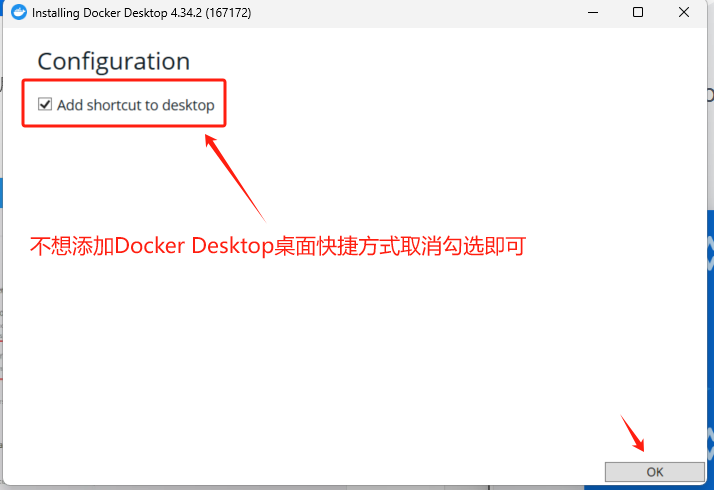 Installing Docker Desktop 4.34.2 (167172)
Configuration
Add shortcut to desktop
不想添加Docker Desktop桌面快捷方式取消勾选即可
OK